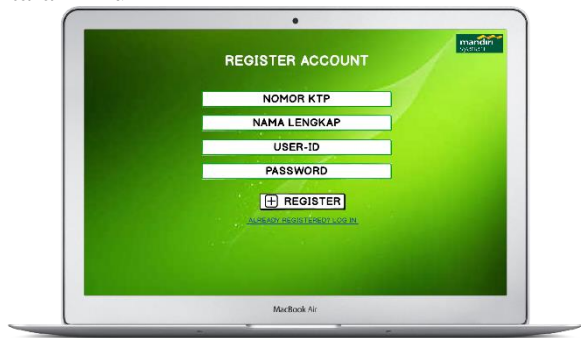 REGISTER ACCOUNT
mandiri
syariah
NOMOR KTP
NAMA LENGKAP
USER-ID
PASSWORD
REGISTER
ALREADY REGISTERED? LOG IN
MacBook Air